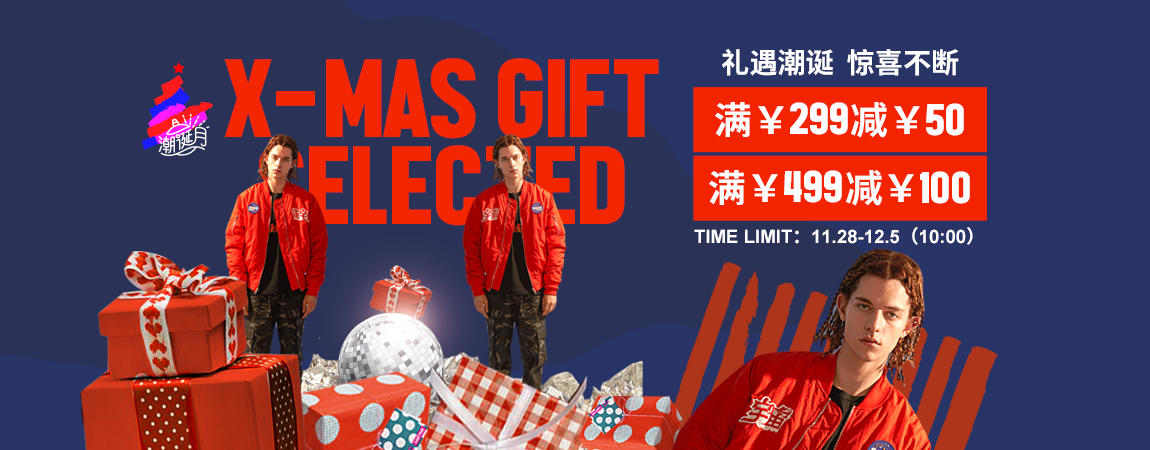 潮诞月
X-MAS GIFT
SELECTED
礼遇潮诞 惊喜不断
满￥299减￥50
满￥499减￥100
TIME LIMIT：11.28-12.5（10:00）